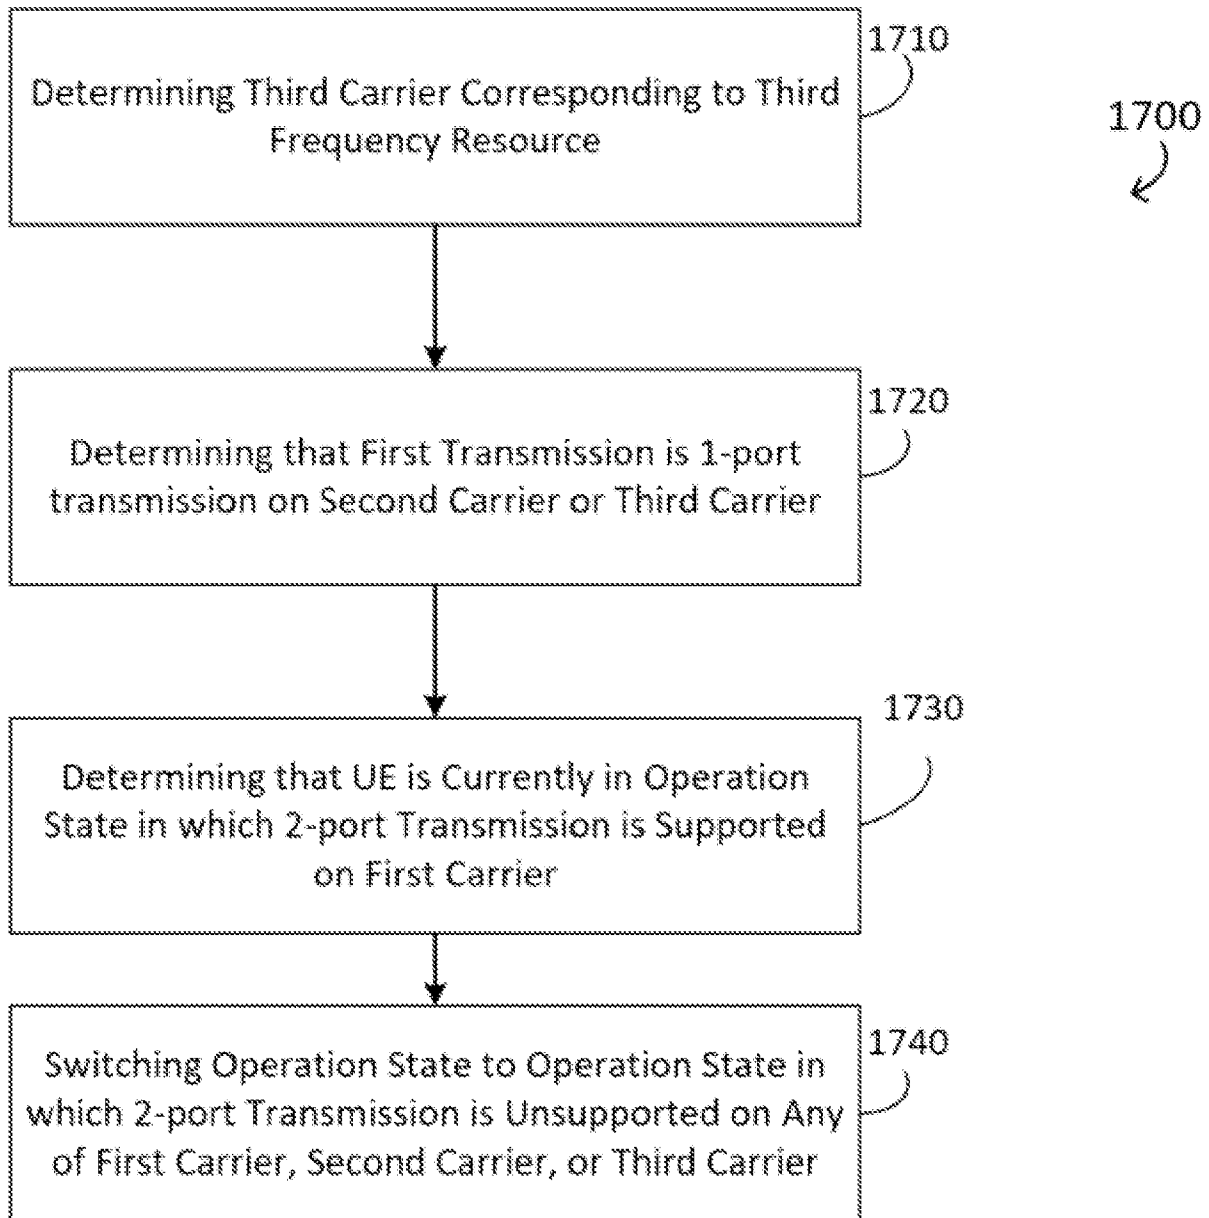 1710
Determining Third Carrier Corresponding to Third
Frequency Resource
1700
1720
Determining that First Transmission is 1-port
transmission on Second Carrier or Third Carrier
1730
Determining that UE is Currently in Operation
State in which 2-port Transmission is Supported
on First Carrier
1740
Switching Operation State to Operation State in
which 2-port Transmission is Unsupported on Any
of First Carrier, Second Carrier, or Third Carrier